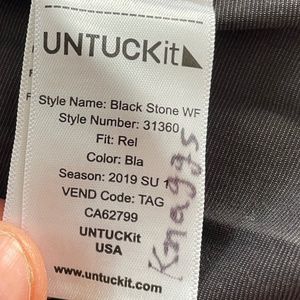 UNTUCKit
Style Name: Black Stone WF
Style Number: 31360
Fit: Rel
Color: Bla
Season: 2019 SU 1
VEND Code: TAG
CA62799
UNTUCKit
USA
www.untuckit.com
Knaggs